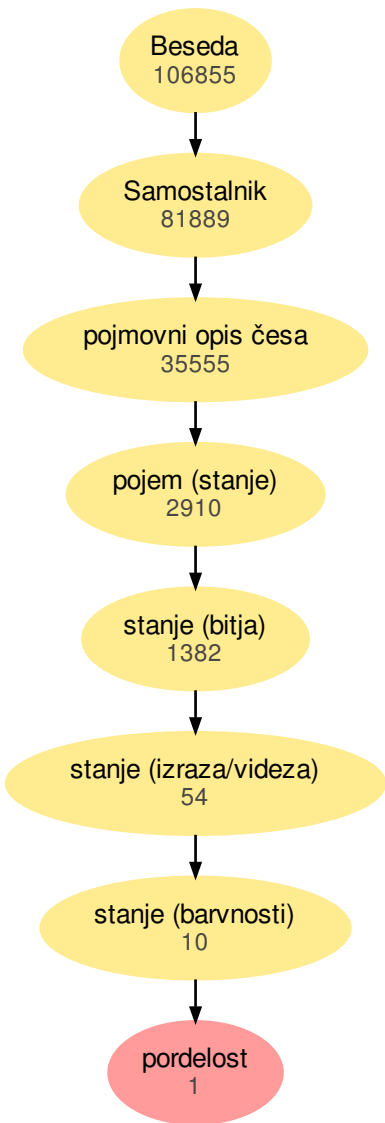 Beseda
106855
Samostalnik
81889
pojmovni opis česa
35555
pojem (stanje)
2910
stanje (bitja)
1382
stanje (izraza/videza)
54
stanje (barvnosti)
10
pordelost
1